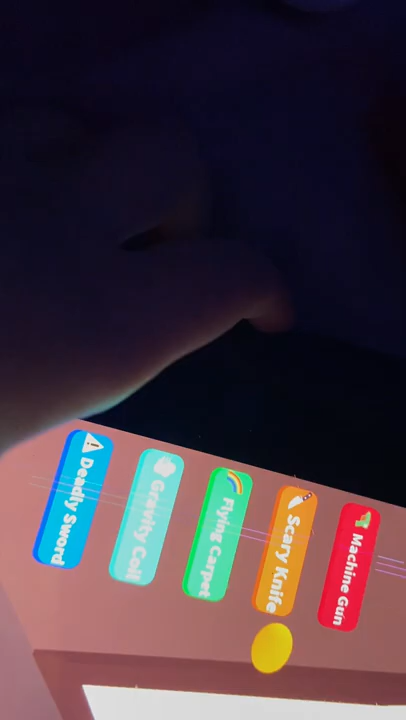 Machine Gun
Scary Knife
Flying Carpet
Gravity Coil
Deadly Sword